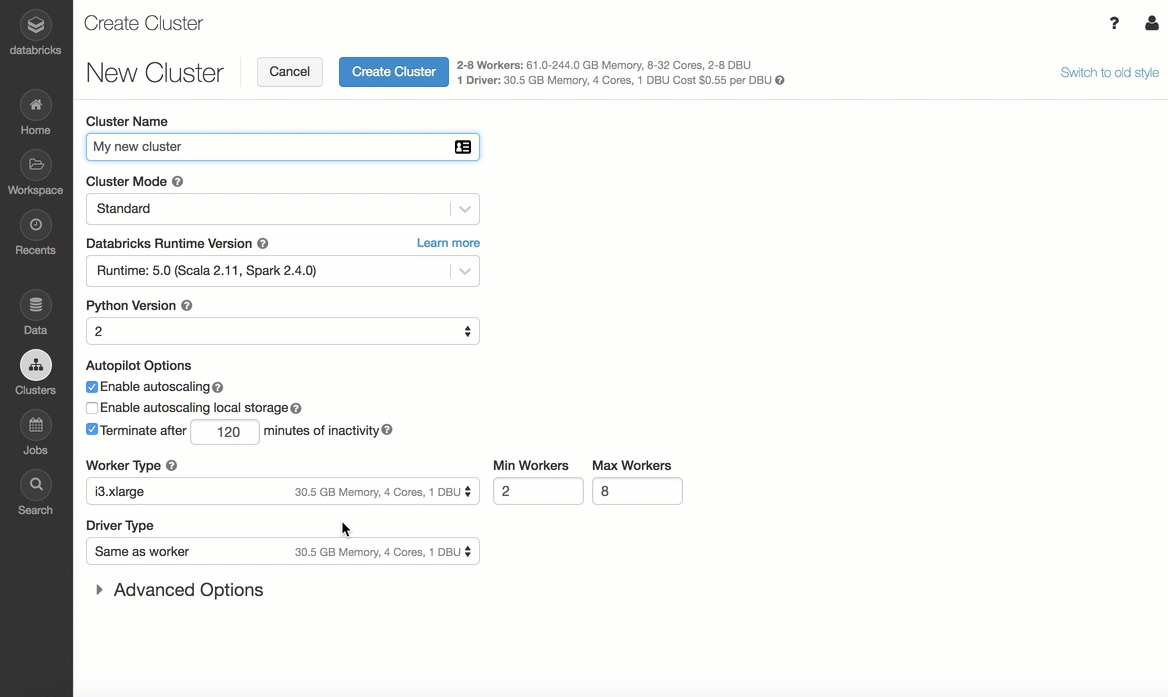 databricks
Home
Workspace
Recents
Data
Clusters
Jobs
Search
Create Cluster
?
New Cluster
Cancel
Create Cluster
2-8 Workers: 61.0-244.0 GB Memory, 8-32 Cores, 2-8 DBU
1 Driver: 30.5 GB Memory, 4 Cores, 1 DBU Cost $0.55 per DBU ?
Switch to old style
Cluster Name
My new cluster
Cluster Mode ?
Standard
Databricks Runtime Version ? Learn more
Runtime: 5.0 (Scala 2.11, Spark 2.4.0)
Python Version ?
2
Autopilot Options
Enable autoscaling ?
Enable autoscaling local storage ?
Terminate after 120 minutes of inactivity ?
Worker Type ? Min Workers Max Workers
i3.xlarge 30.5 GB Memory, 4 Cores, 1 DBU 2 8
Driver Type
Same as worker 30.5 GB Memory, 4 Cores, 1 DBU
Advanced Options